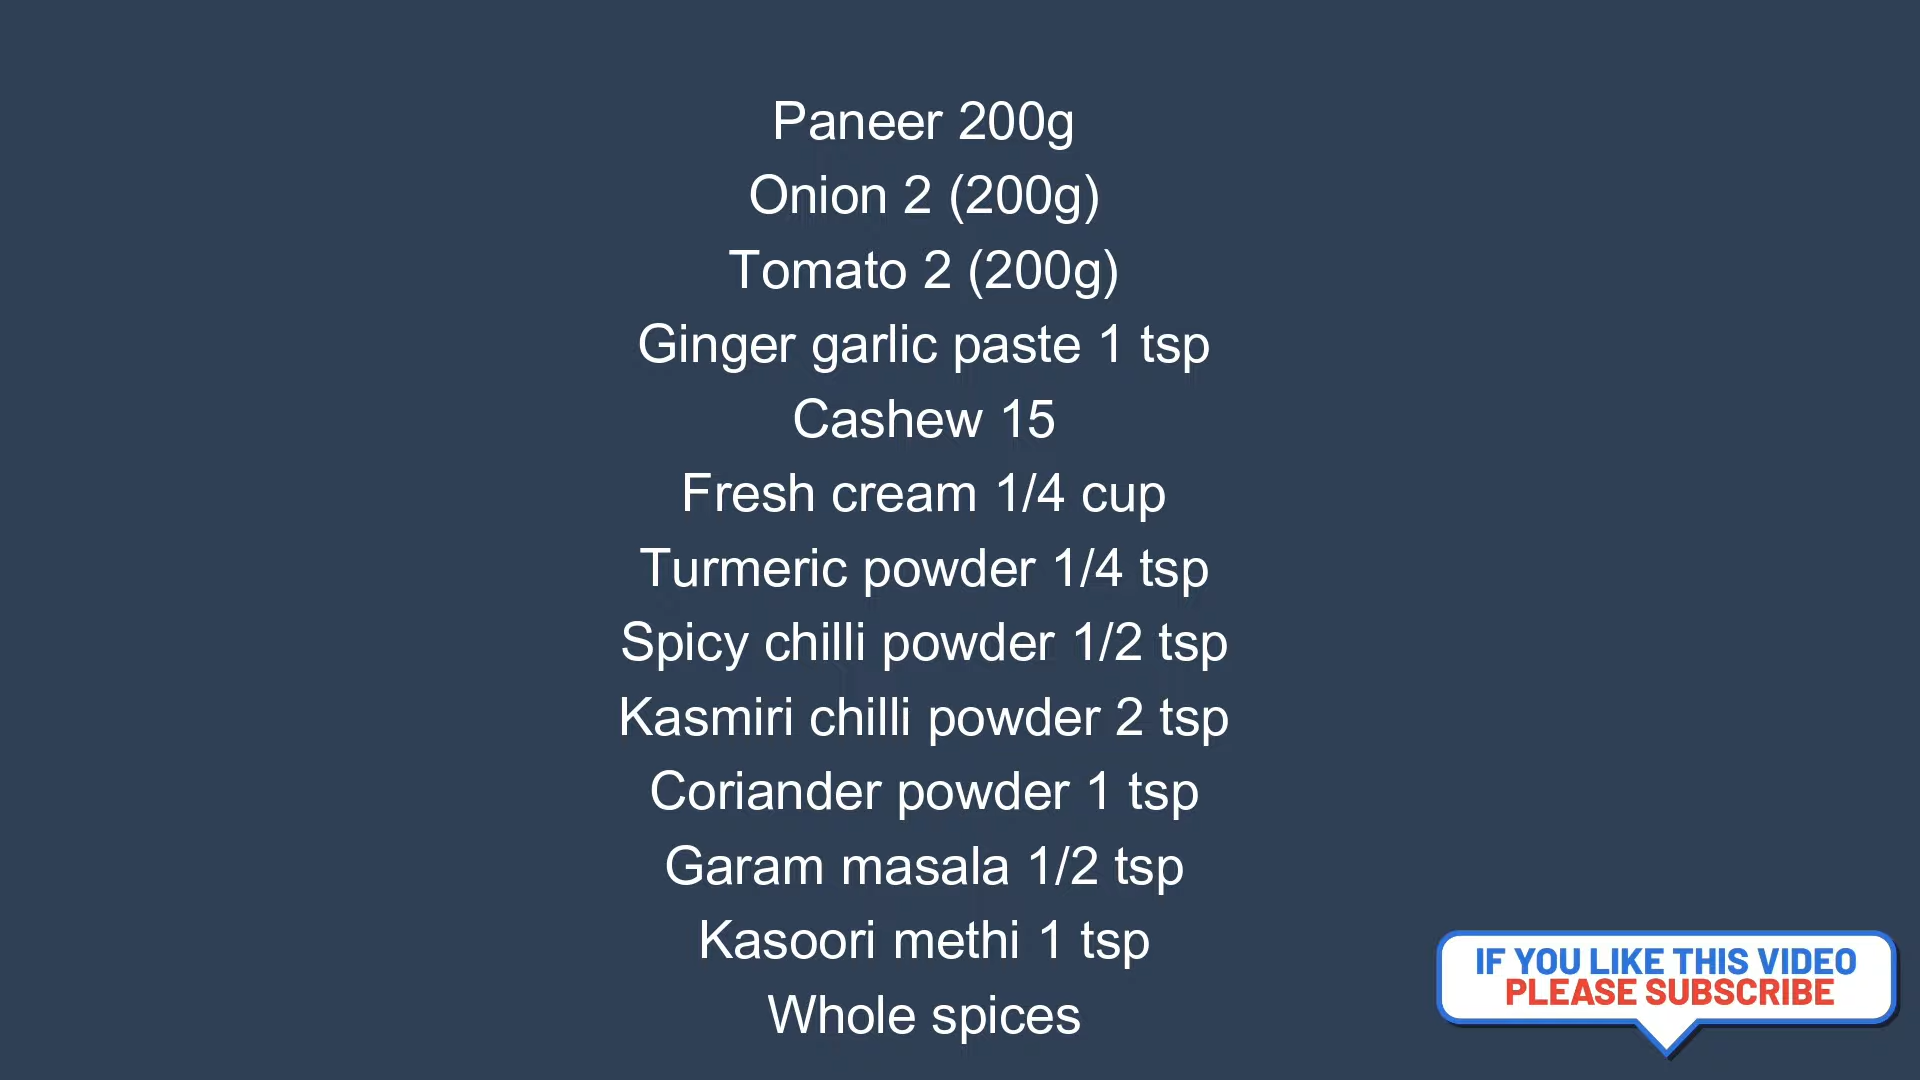 Paneer 200g
Onion 2 (200g)
Tomato 2 (200g)
Ginger garlic paste 1 tsp
Cashew 15
Fresh cream 1/4 cup
Turmeric powder 1/4 tsp
Spicy chilli powder 1/2 tsp
Kasmiri chilli powder 2 tsp
Coriander powder 1 tsp
Garam masala 1/2 tsp
Kasoori methi 1 tsp
Whole spices
IF YOU LIKE THIS VIDEO
PLEASE SUBSCRIBE